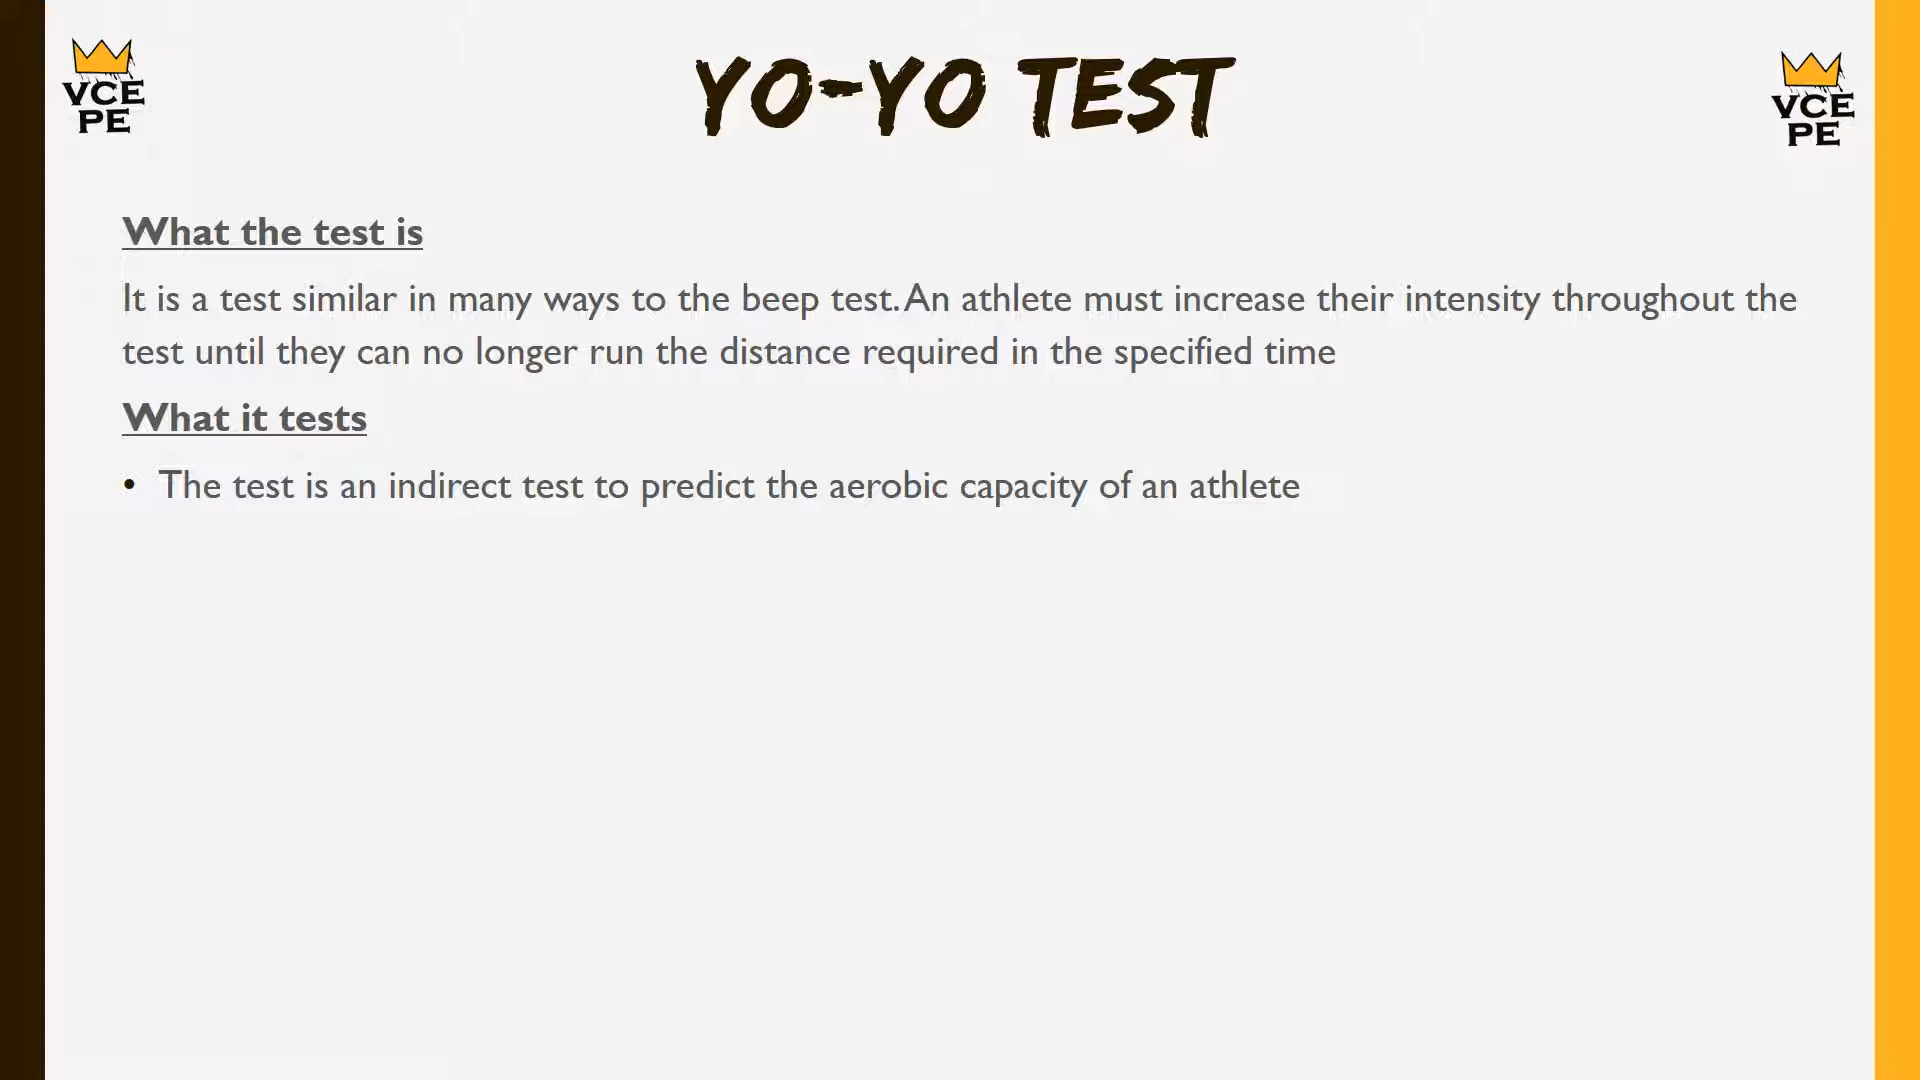 VCE
PE
YO-YO TEST
VCE
PE
What the test is
It is a test similar in many ways to the beep test. An athlete must increase their intensity throughout the
test until they can no longer run the distance required in the specified time
What it tests
• The test is an indirect test to predict the aerobic capacity of an athlete